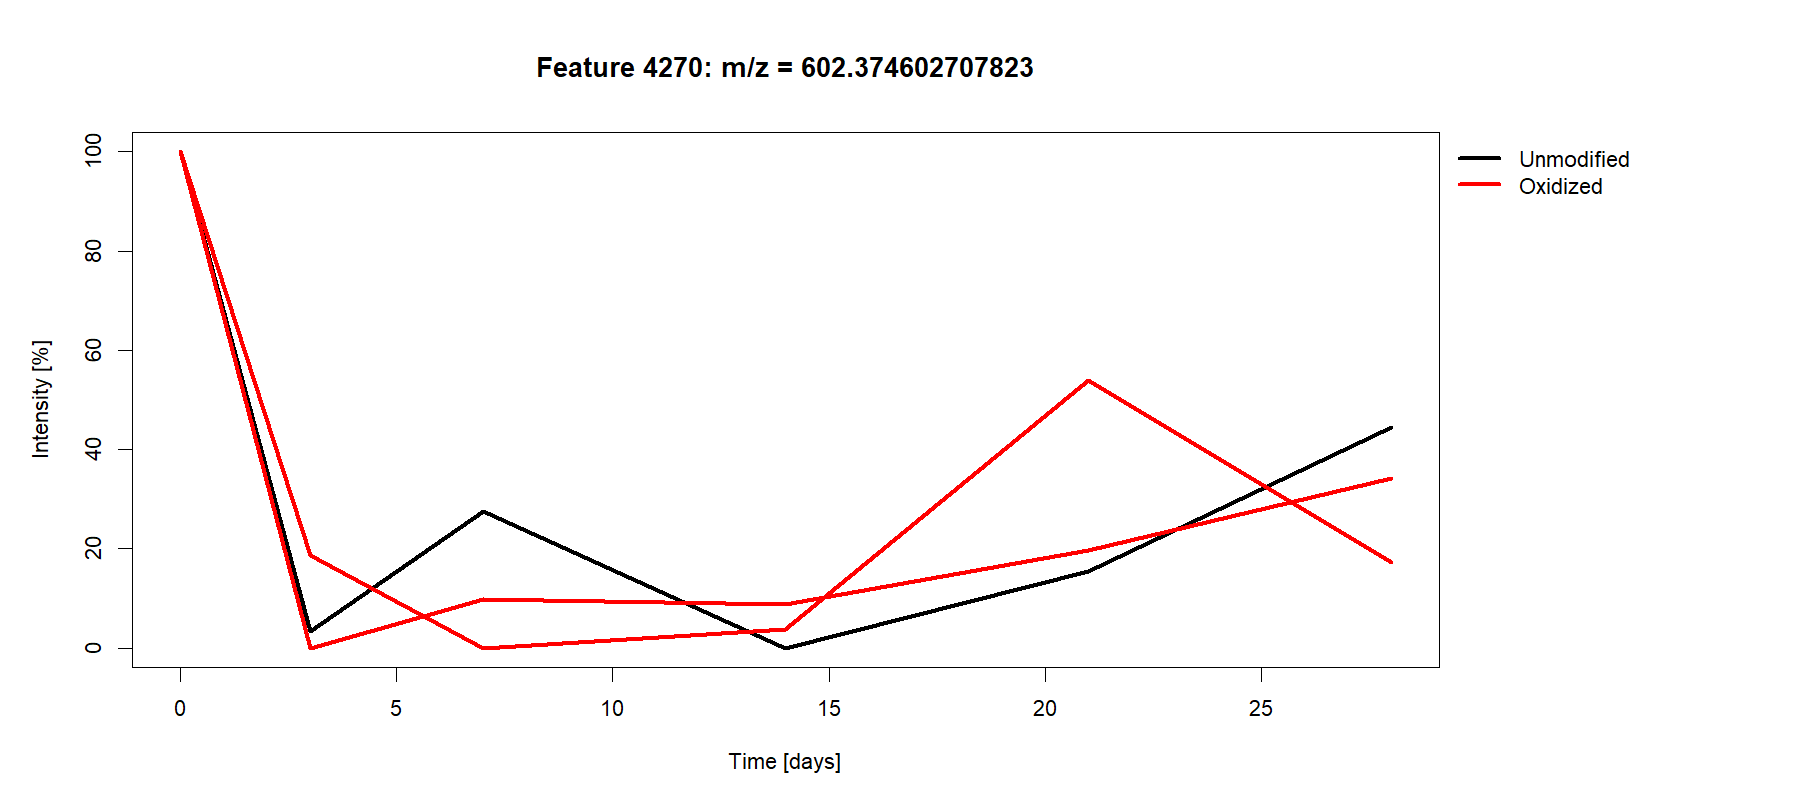 Feature 4270: m/z = 602.374602707823
Unmodified
Oxidized
Intensity [%]
100
80
60
40
20
0
0 5 10 15 20 25
Time [days]